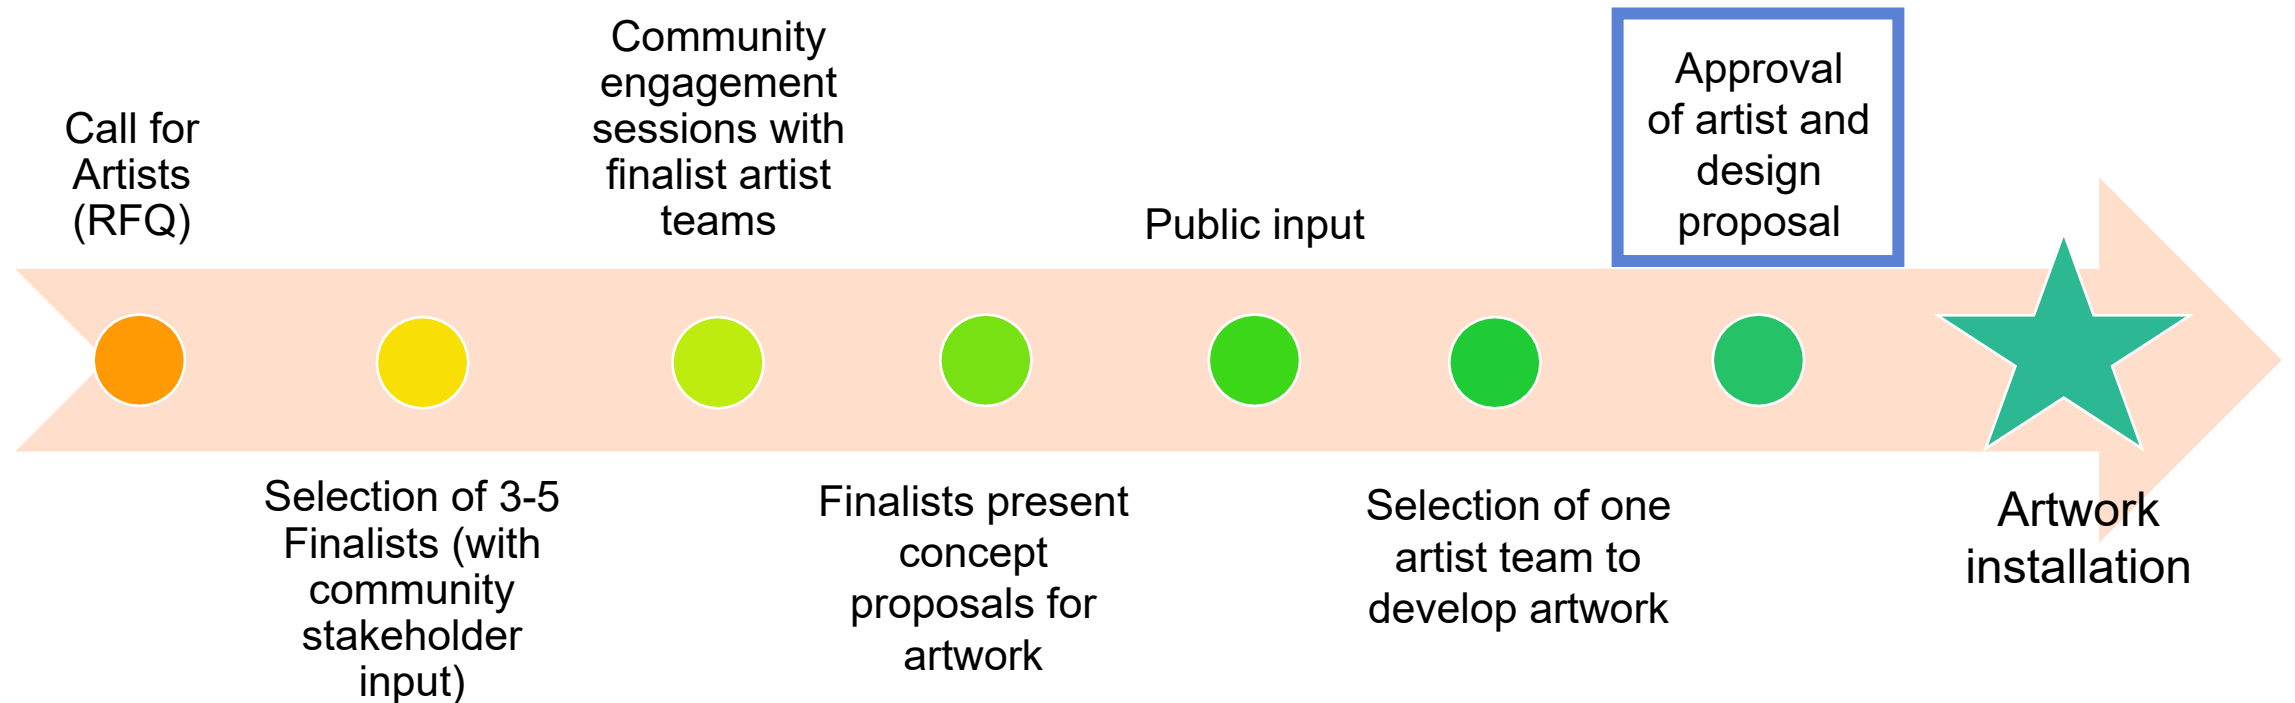 Call for
Artists
(RFQ)
Selection of 3-5
Finalists (with
community
stakeholder
input)
Community
engagement
sessions with
finalist artist
teams
Finalists present
concept
proposals for
artwork
Public input
Selection of one
artist team to
develop artwork
Approval
of artist and
design
proposal
Artwork
installation